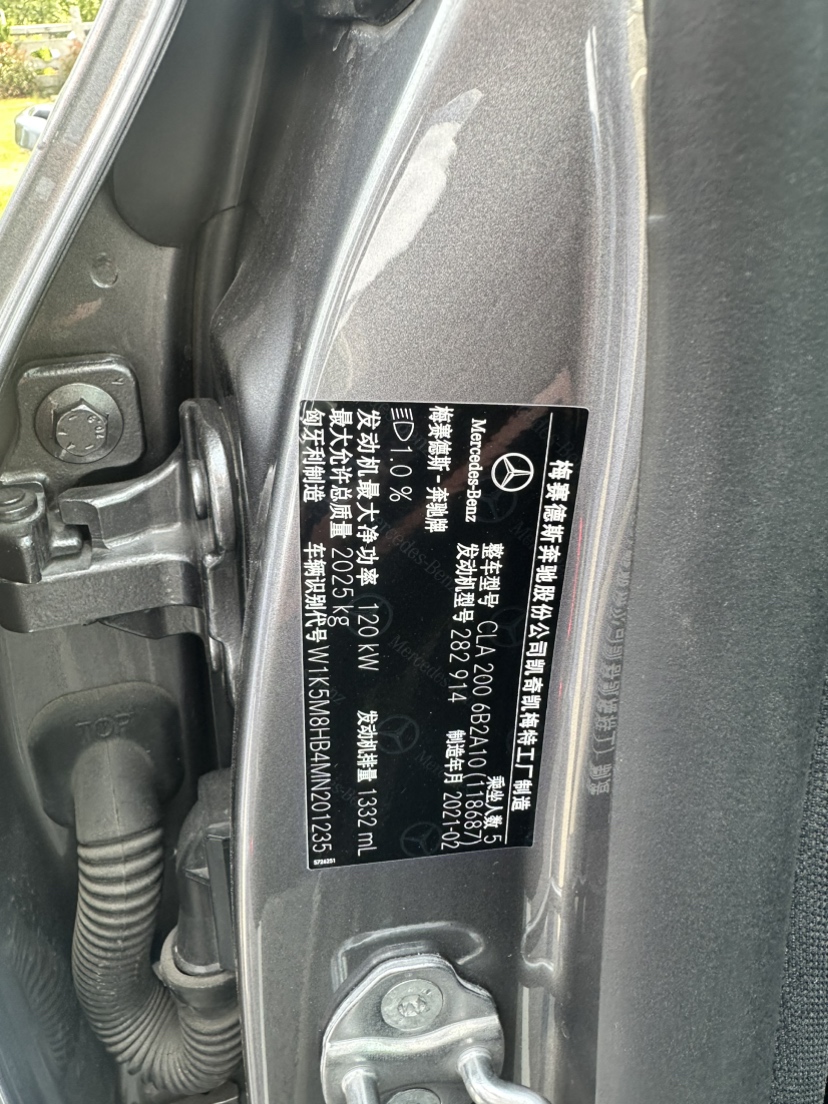 梅赛德斯奔驰股份公司凯奇凯梅特工厂制造
Mercedes-Benz
梅赛德斯-奔驰牌
整车型号 CLA 200 6B2A10 (118687)
乘坐人数 5
发动机型号 282 914
制造年月 2021-02
1.0 %
发动机最大净功率 120 kW
发动机排量 1332 mL
最大允许总质量 2025 kg
匈牙利制造
车辆识别代号 W1K5M8HB4MN201235
TOP